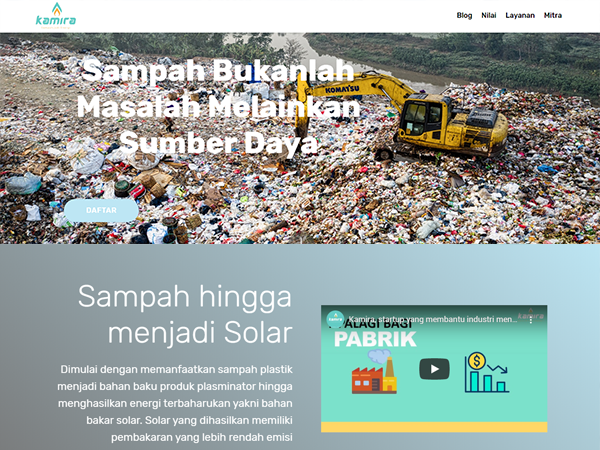 kamira
Blog Nilai Layanan Mitra
Sampah Bukanlah
Masalah Melainkan
Sumber Daya
KOMATSU
DAFTAR
Sampah hingga
menjadi Solar
Dimulai dengan memanfaatkan sampah plastik
menjadi bahan baku produk plasminator hingga
menghasilkan energi terbaharukan yakni bahan
bakar solar. Solar yang dihasilkan memiliki
pembakaran yang lebih rendah emisi
Kamira, startup yang membantu industri men...
kamira
ALAGI BAGI
PABRIK